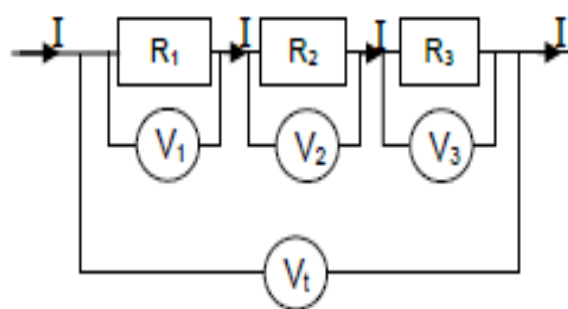 I I I I
R₁ R₂ R₃
V₁ V₂ V₃
Vₜ